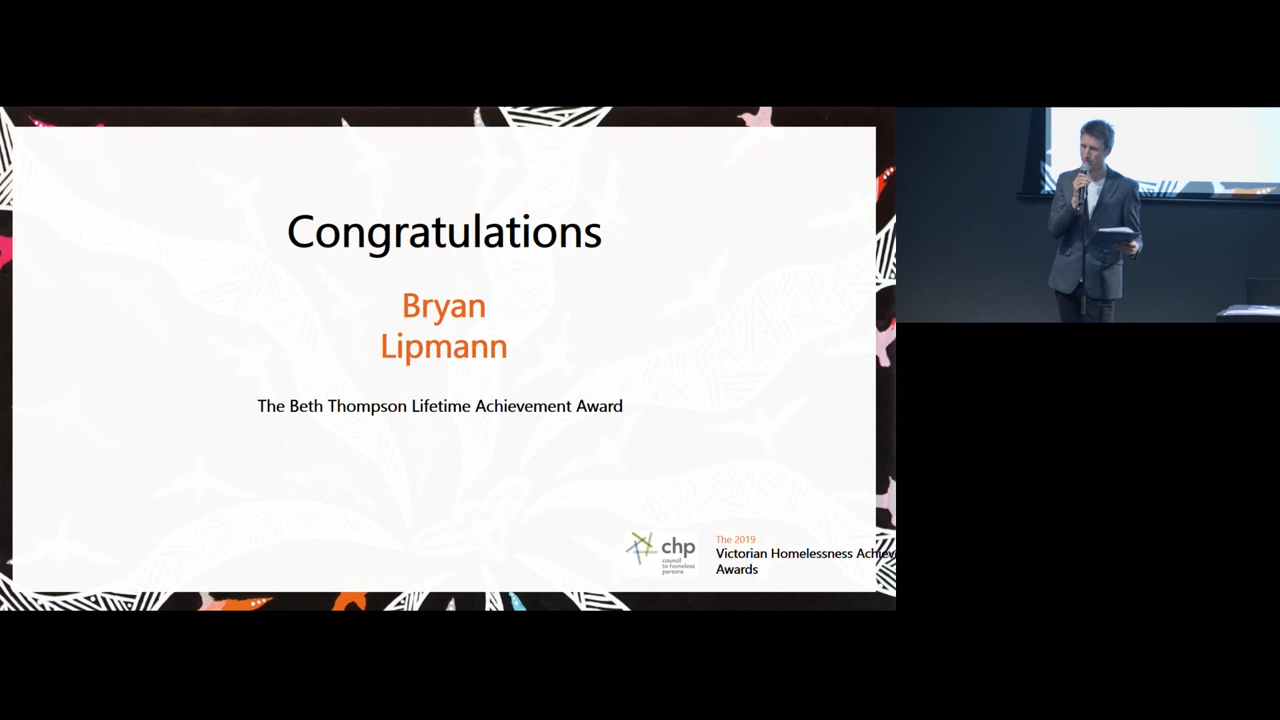 Congratulations
Bryan
Lipmann
The Beth Thompson Lifetime Achievement Award
chp
council
to homeless
persons
The 2019
Victorian Homelessness Achiev
Awards